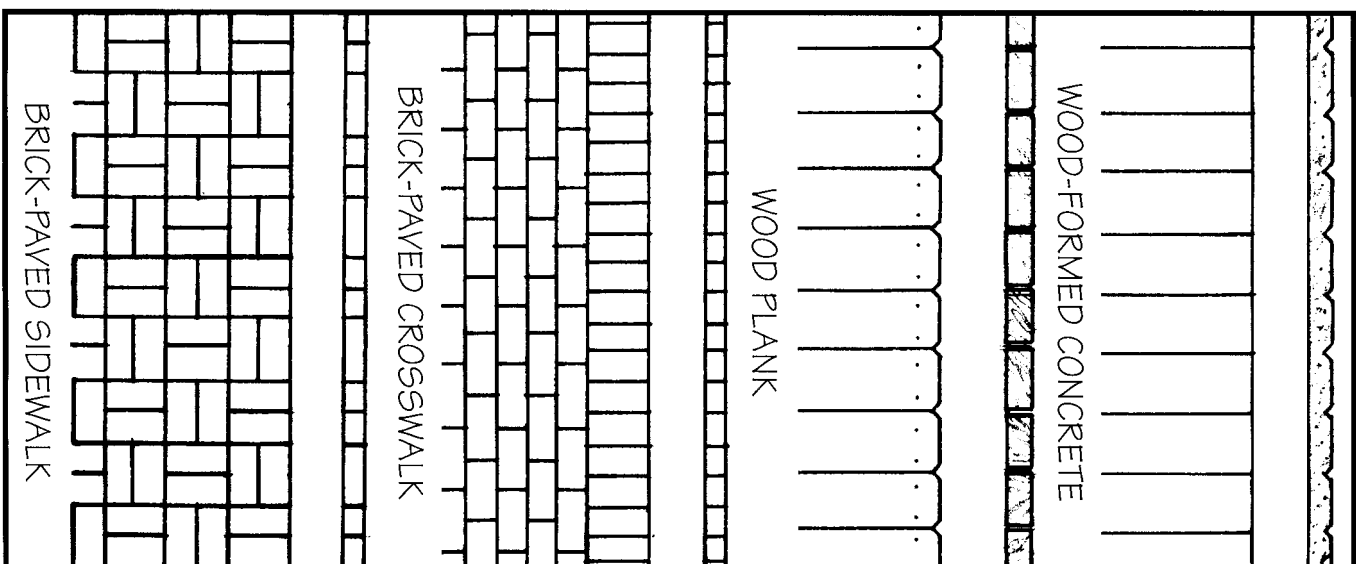 BRICK-PAVED SIDEWALK
BRICK-PAVED CROSSWALK
WOOD PLANK
WOOD-FORMED CONCRETE